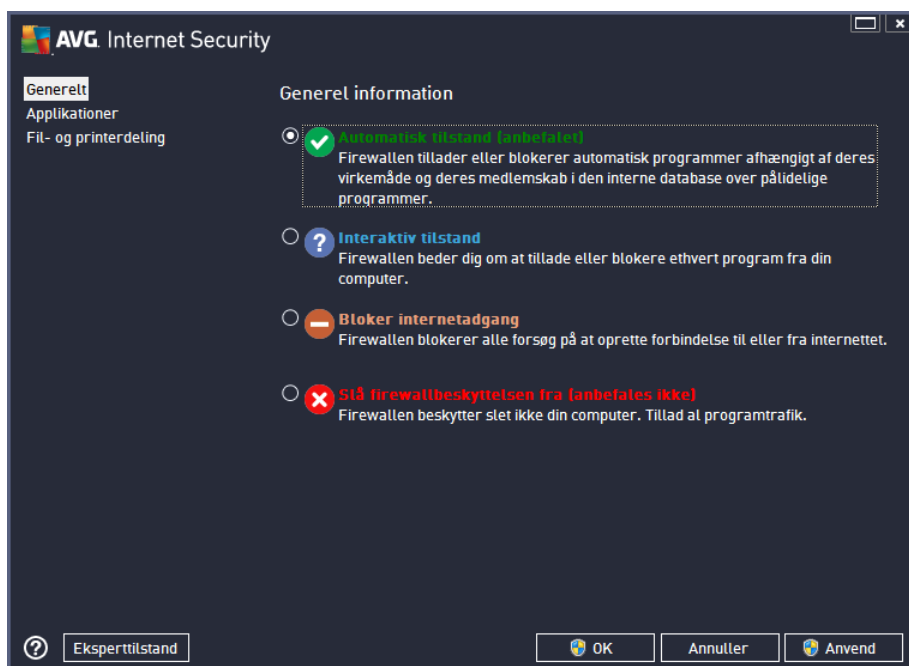 AVG. Internet Security
Generelt
Applikationer
Fil- og printerdeling
Generel information
Automatisk tilstand (anbefalet)
Firewallen tillader eller blokerer automatisk programmer afhængigt af deres
virkemåde og deres medlemskab i den interne database over pålidelige
programmer.
Interaktiv tilstand
Firewallen beder dig om at tillade eller blokere ethvert program fra din
computer.
Bloker internetadgang
Firewallen blokerer alle forsøg på at oprette forbindelse til eller fra internettet.
Slå firewallbeskyttelsen fra (anbefales ikke)
Firewallen beskytter slet ikke din computer. Tillad al programtrafik.
Eksperttilstand
OK
Annuller
Anvend